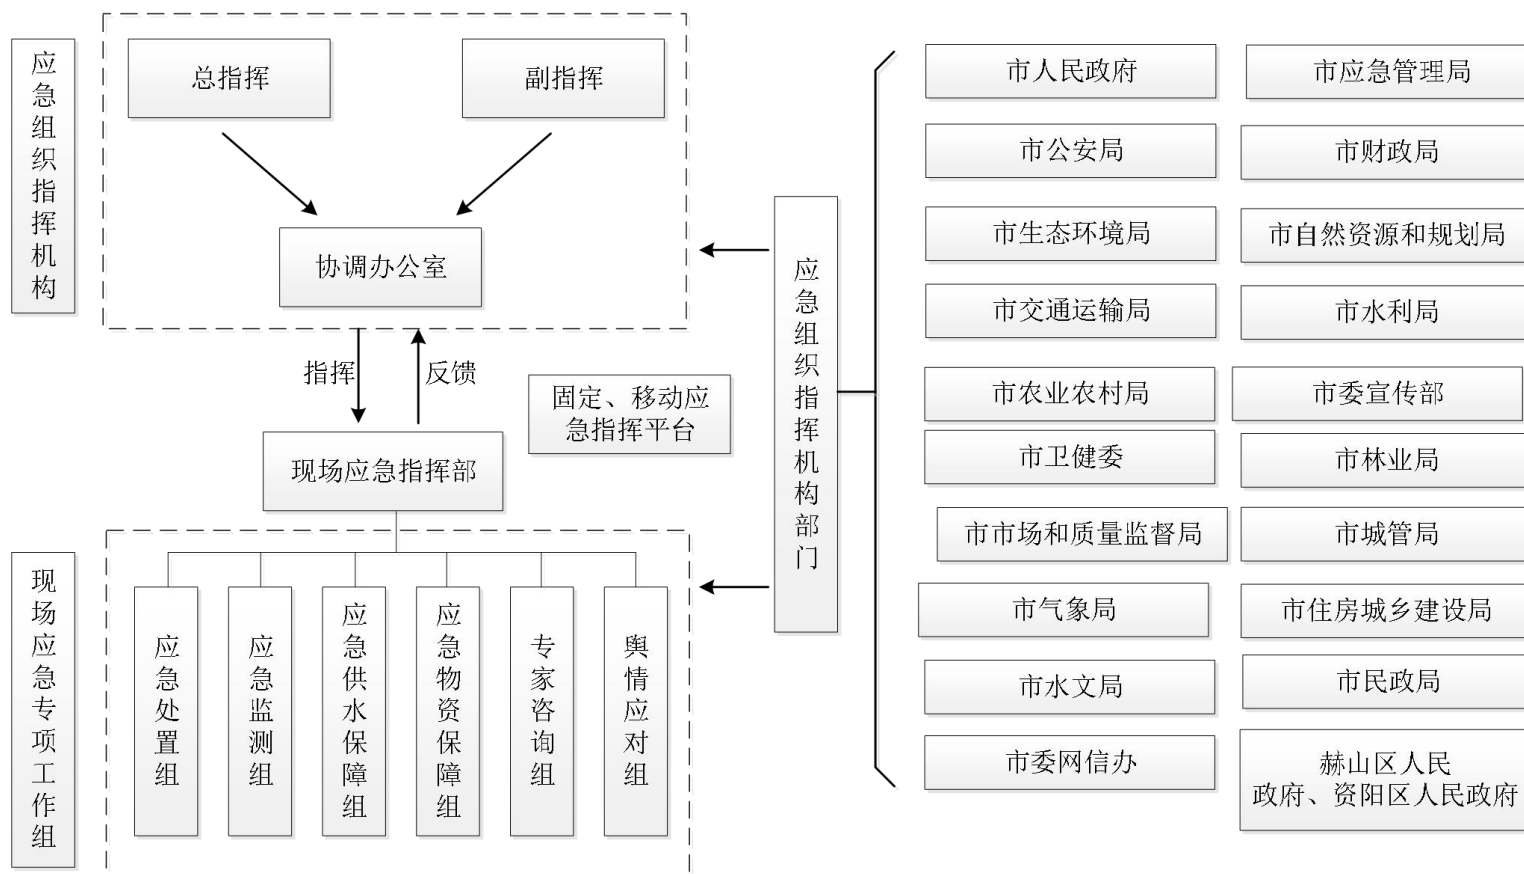 应急组织指挥机构
总指挥
副指挥
协调办公室
指挥
反馈
固定、移动应
急指挥平台
现场应急指挥部
现场应急专项工作组
应急处置组
应急监测组
应急供水保障组
应急物资保障组
专家咨询组
舆情应对组
应急组织指挥机构部门
市人民政府
市应急管理局
市公安局
市财政局
市生态环境局
市自然资源和规划局
市交通运输局
市水利局
市农业农村局
市委宣传部
市卫健委
市林业局
市市场和质量监督局
市城管局
市气象局
市住房城乡建设局
市水文局
市民政局
市委网信办
赫山区人民
政府、资阳区人民政府